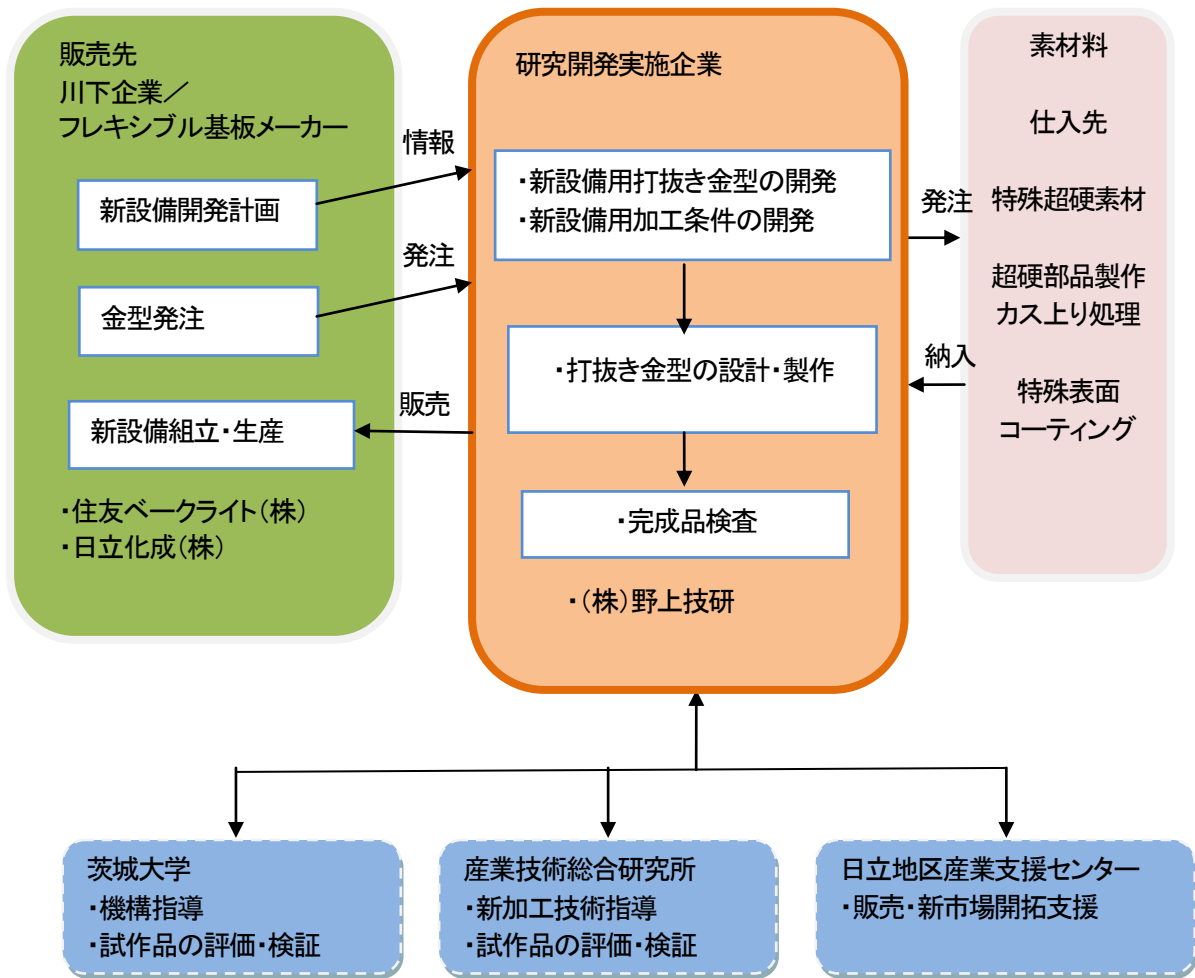 販売先
川下企業／
フレキシブル基板メーカー
新設備開発計画
金型発注
新設備組立・生産
・住友ベークライト（株）
・日立化成（株）
情報
発注
販売
研究開発実施企業
・新設備用打抜き金型の開発
・新設備用加工条件の開発
・打抜き金型の設計・製作
・完成品検査
・（株）野上技研
発注
納入
素材料
仕入先
特殊超硬素材
超硬部品製作
カス上り処理
特殊表面
コーティング
茨城大学
・機構指導
・試作品の評価・検証
産業技術総合研究所
・新加工技術指導
・試作品の評価・検証
日立地区産業支援センター
・販売・新市場開拓支援